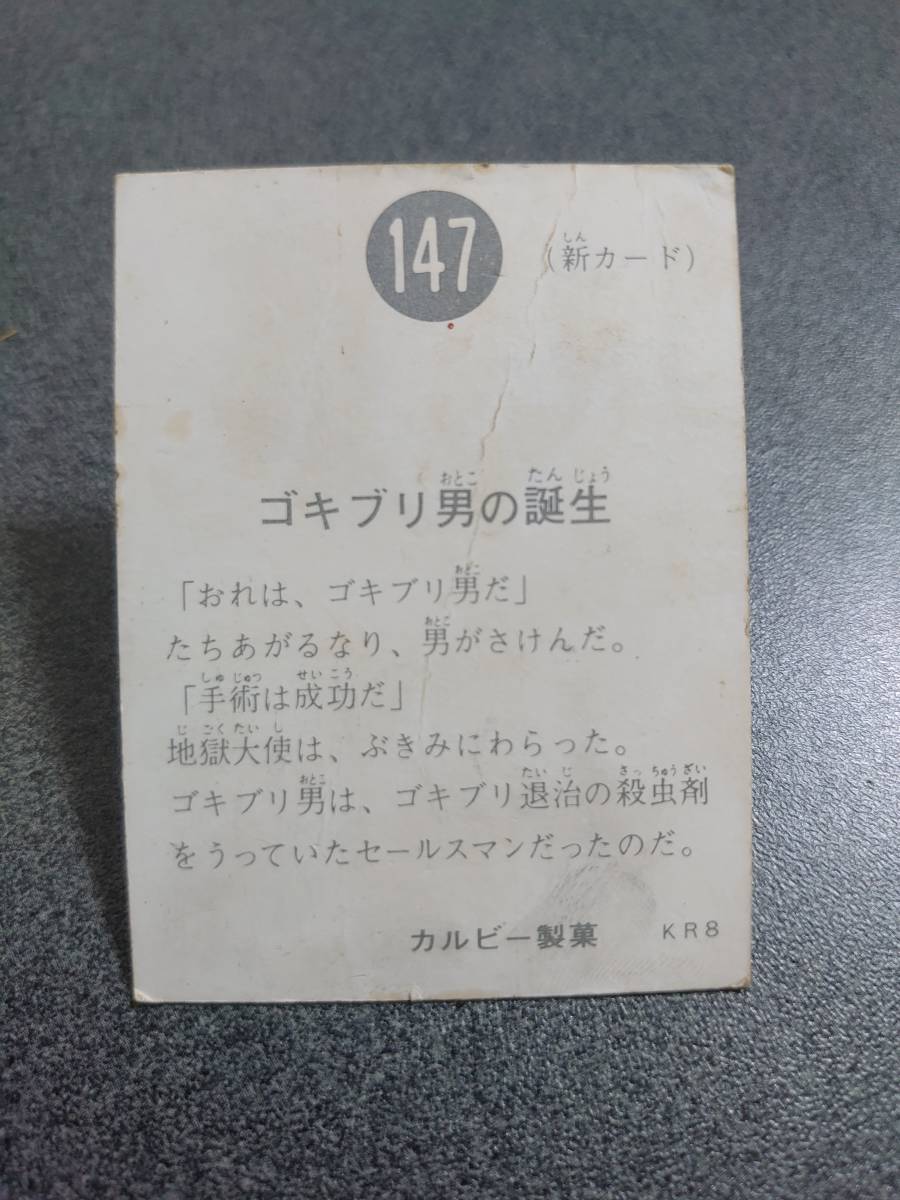 147
(新カード)
ゴキブリ男の誕生
「おれは、ゴキブリ男だ」
たちあがるなり、男がさけんだ。
「手術は成功だ」
地獄大使は、ぶきみにわらった。
ゴキブリ男は、ゴキブリ退治の殺虫剤
をうっていたセールスマンだったのだ。
カルビー製菓 KR8